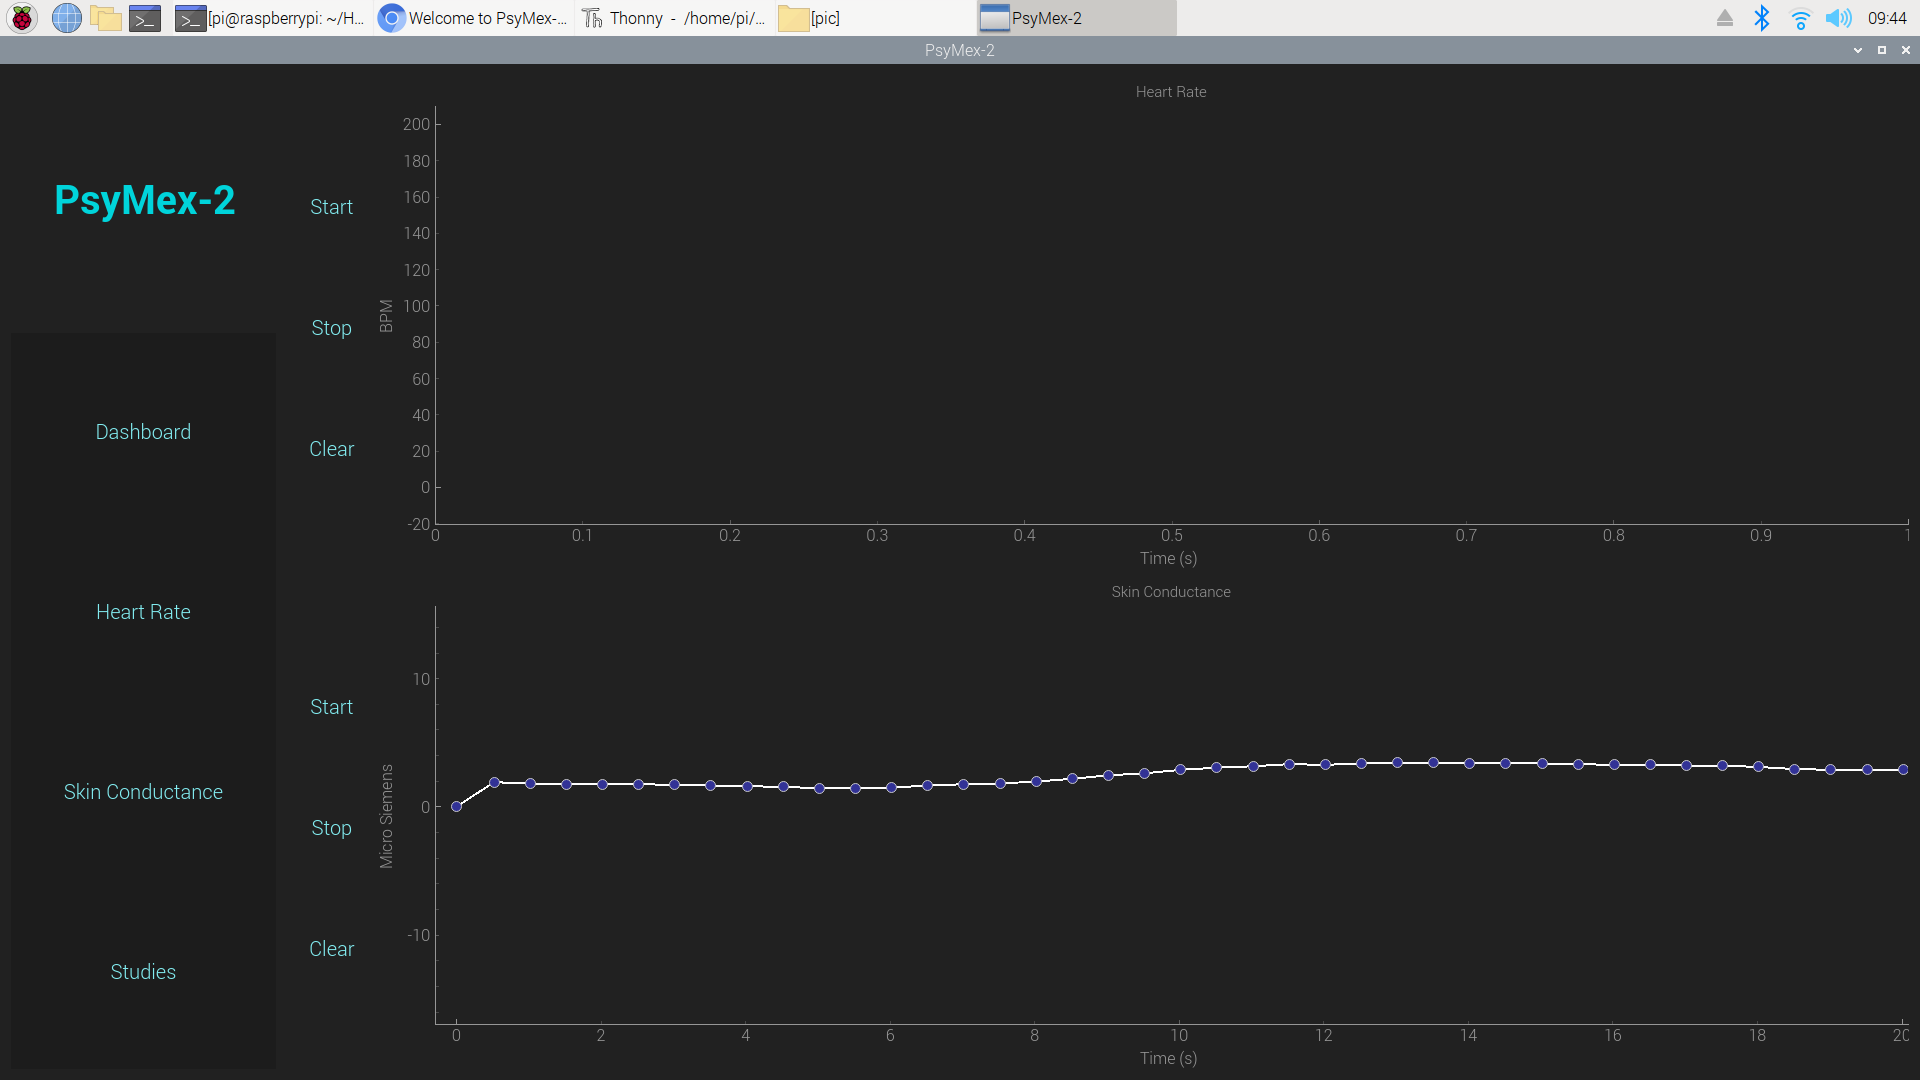 [pi@raspberrypi: ~/H... Welcome to PsyMex-... Thonny - /home/pi/... [pic] PsyMex-2 09:44
PsyMex-2
PsyMex-2
Dashboard
Heart Rate
Skin Conductance
Studies
Start
Stop
Clear
Heart Rate
BPM
200
180
160
140
120
100
80
60
40
20
0
-20
0 0.1 0.2 0.3 0.4 0.5 0.6 0.7 0.8 0.9 1
Time (s)
Start
Stop
Clear
Skin Conductance
Micro Siemens
10
0
-10
0 2 4 6 8 10 12 14 16 18 20
Time (s)